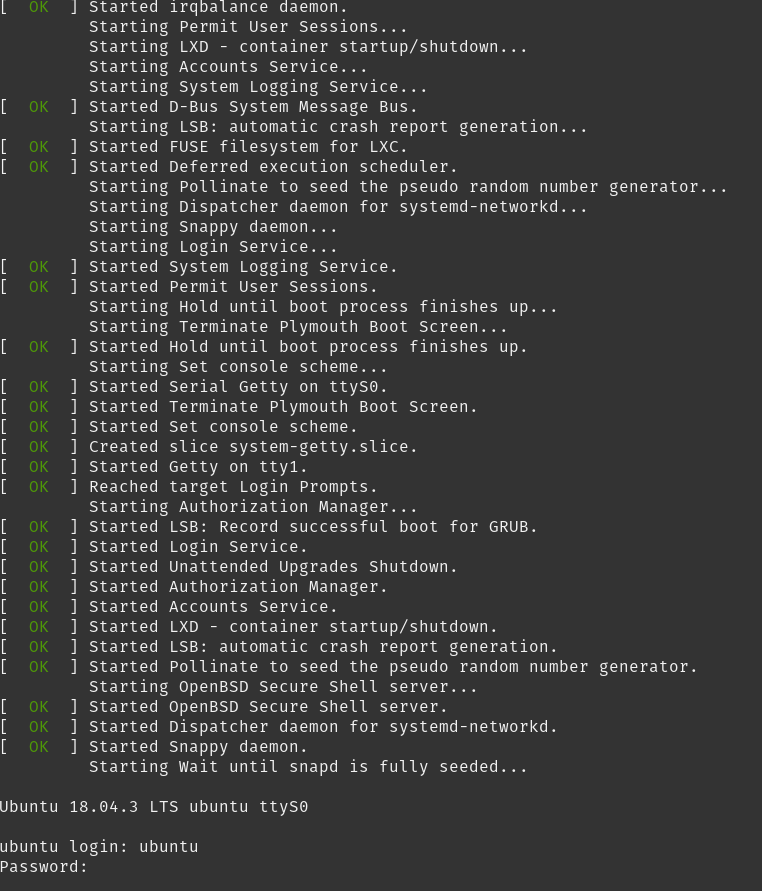 [  OK  ] Started irqbalance daemon.
         Starting Permit User Sessions...
         Starting LXD - container startup/shutdown...
         Starting Accounts Service...
         Starting System Logging Service...
[  OK  ] Started D-Bus System Message Bus.
         Starting LSB: automatic crash report generation...
[  OK  ] Started FUSE filesystem for LXC.
[  OK  ] Started Deferred execution scheduler.
         Starting Pollinate to seed the pseudo random number generator...
         Starting Dispatcher daemon for systemd-networkd...
         Starting Snappy daemon...
         Starting Login Service...
[  OK  ] Started System Logging Service.
[  OK  ] Started Permit User Sessions.
         Starting Hold until boot process finishes up...
         Starting Terminate Plymouth Boot Screen...
[  OK  ] Started Hold until boot process finishes up.
         Starting Set console scheme...
[  OK  ] Started Serial Getty on ttyS0.
[  OK  ] Started Terminate Plymouth Boot Screen.
[  OK  ] Started Set console scheme.
[  OK  ] Created slice system-getty.slice.
[  OK  ] Started Getty on tty1.
[  OK  ] Reached target Login Prompts.
         Starting Authorization Manager...
[  OK  ] Started LSB: Record successful boot for GRUB.
[  OK  ] Started Login Service.
[  OK  ] Started Unattended Upgrades Shutdown.
[  OK  ] Started Authorization Manager.
[  OK  ] Started Accounts Service.
[  OK  ] Started LXD - container startup/shutdown.
[  OK  ] Started LSB: automatic crash report generation.
[  OK  ] Started Pollinate to seed the pseudo random number generator.
         Starting OpenBSD Secure Shell server...
[  OK  ] Started OpenBSD Secure Shell server.
[  OK  ] Started Dispatcher daemon for systemd-networkd.
[  OK  ] Started Snappy daemon.
         Starting Wait until snapd is fully seeded...
Ubuntu 18.04.3 LTS ubuntu ttyS0
ubuntu login: ubuntu
Password: